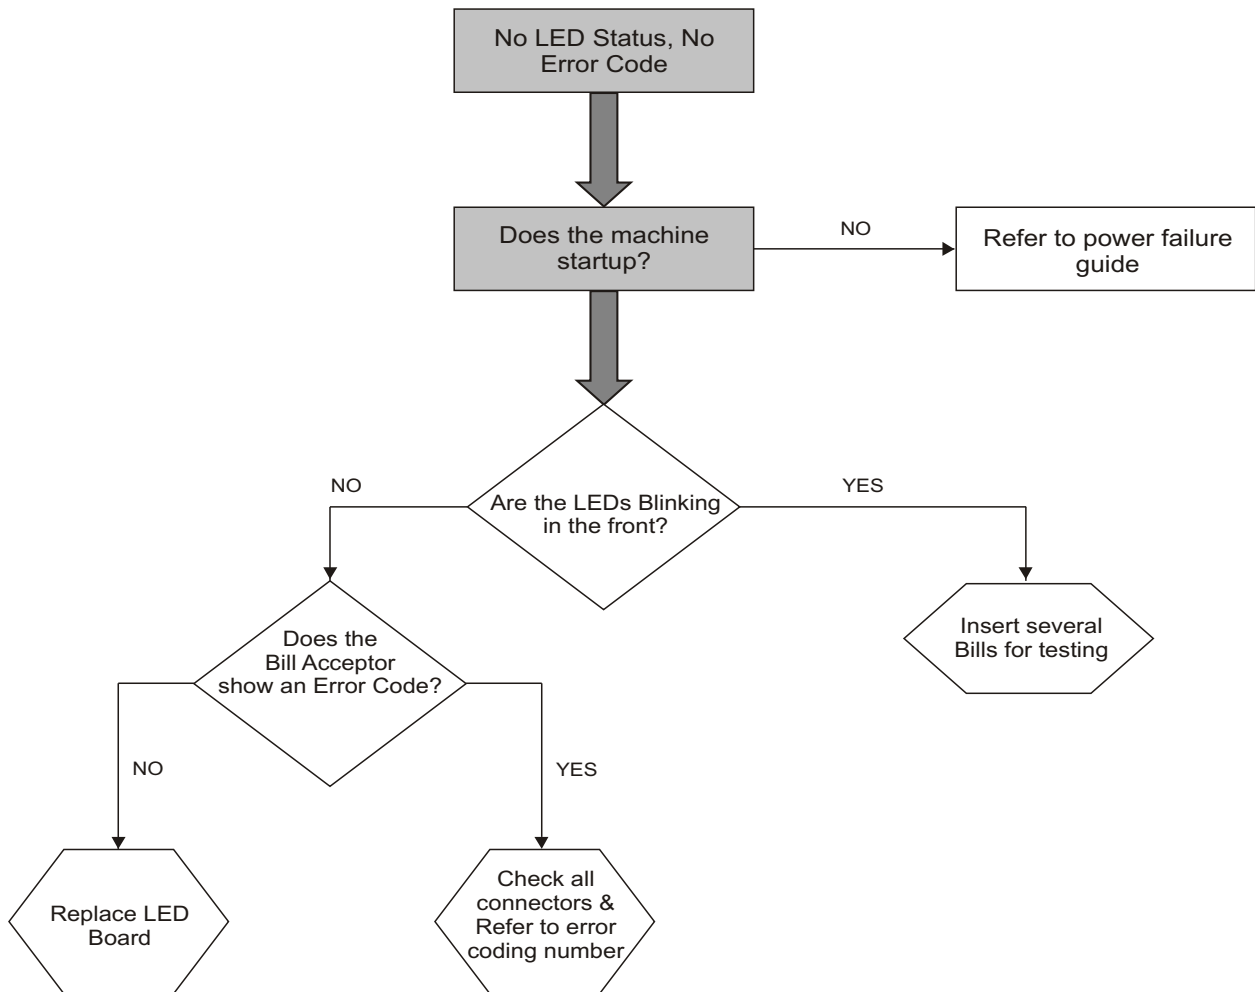 No LED Status, No
Error Code
Does the machine
startup?
NO
Refer to power failure
guide
NO
Are the LEDs Blinking
in the front?
YES
Does the
Bill Acceptor
show an Error Code?
Insert several
Bills for testing
NO
YES
Replace LED
Board
Check all
connectors &
Refer to error
coding number